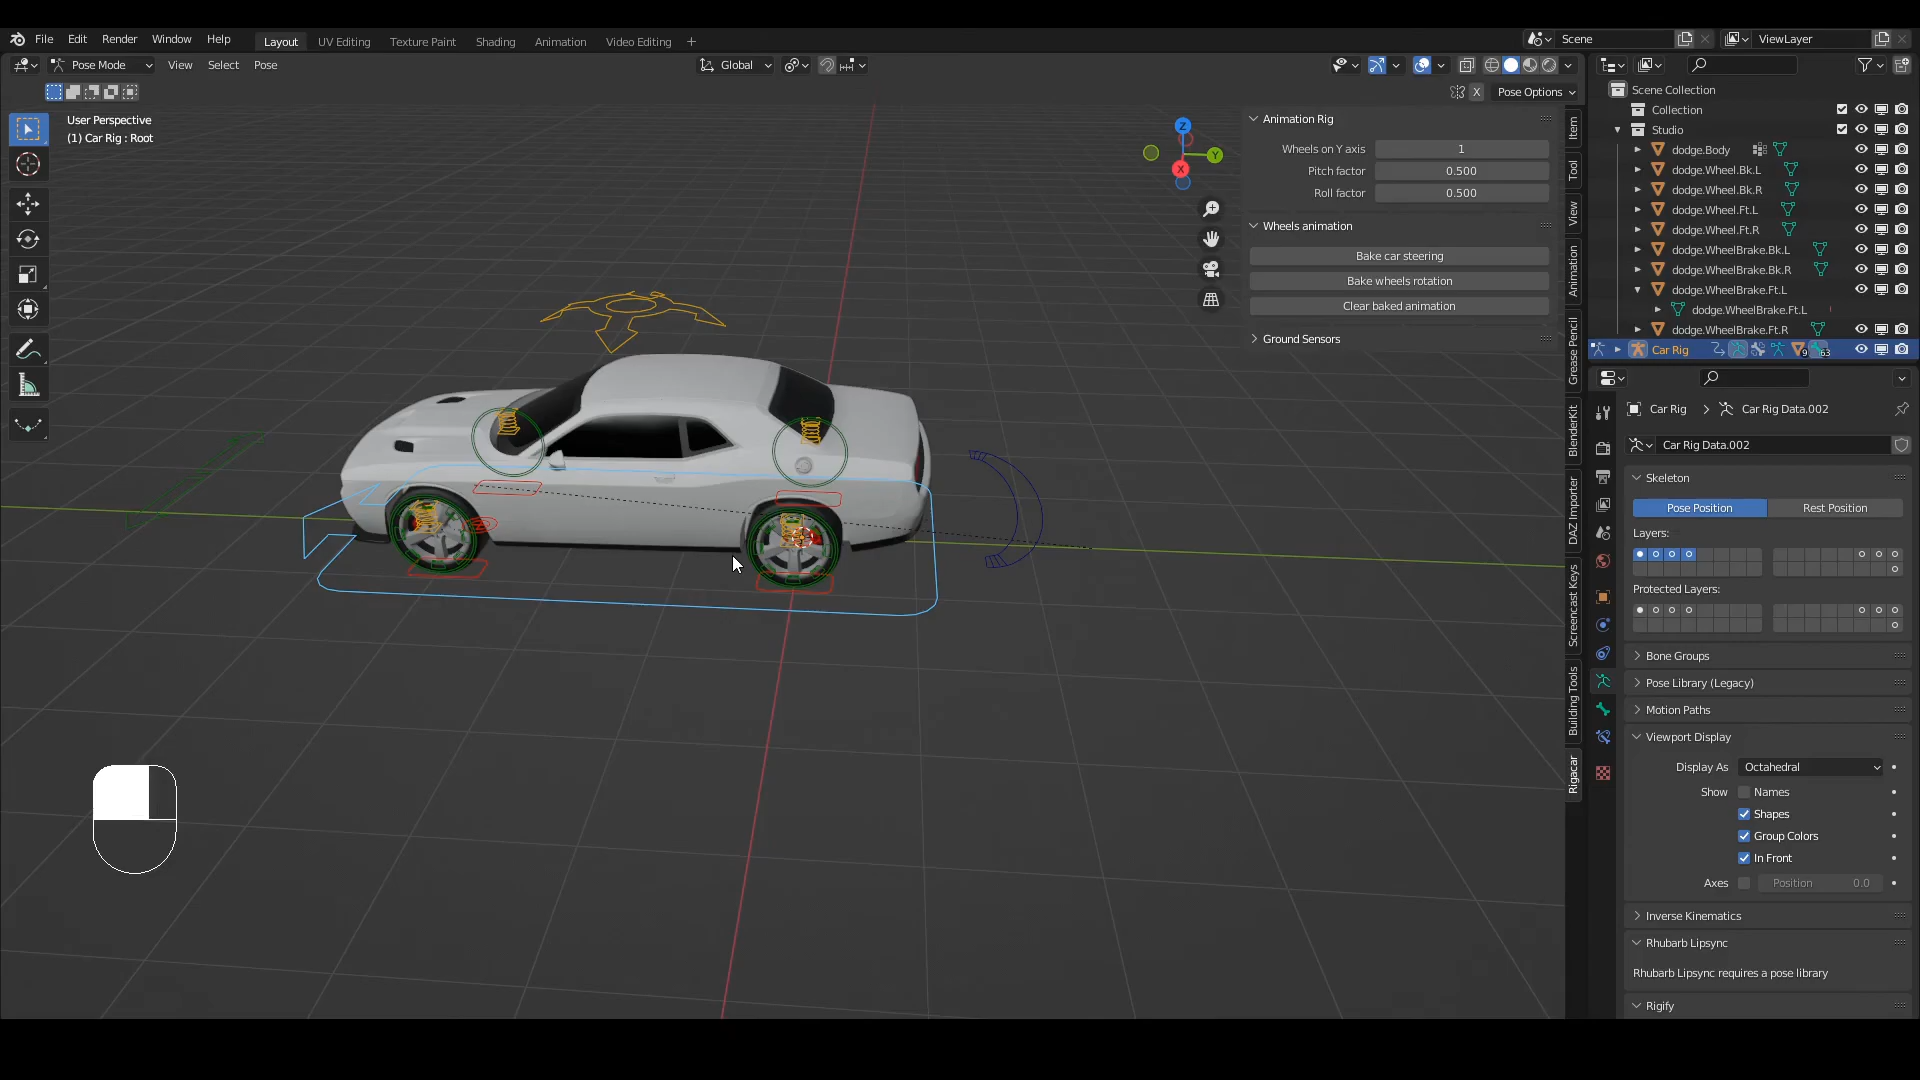 File Edit Render Window Help Layout UV Editing Texture Paint Shading Animation Video Editing + Scene ViewLayer
Pose Mode View Select Pose Global
X Pose Options
User Perspective
(1) Car Rig : Root
Z
Y
X
Animation Rig
Wheels on Y axis 1
Pitch factor 0.500
Roll factor 0.500
Wheels animation
Bake car steering
Bake wheels rotation
Clear baked animation
Ground Sensors
Item
Tool
View
Animation
Grease Pencil
BlenderKit
DAZ Importer
Screencast Keys
Building Tools
Rigacar
Scene Collection
Collection
Studio
dodge.Body
dodge.Wheel.Bk.L
dodge.Wheel.Bk.R
dodge.Wheel.Ft.L
dodge.Wheel.Ft.R
dodge.WheelBrake.Bk.L
dodge.WheelBrake.Bk.R
dodge.WheelBrake.Ft.L
dodge.WheelBrake.Ft.L
dodge.WheelBrake.Ft.R
Car Rig 9 63
Car Rig Car Rig Data.002
Car Rig Data.002
Skeleton
Pose Position Rest Position
Layers:
Protected Layers:
Bone Groups
Pose Library (Legacy)
Motion Paths
Viewport Display
Display As Octahedral
Show Names
Shapes
Group Colors
In Front
Axes Position 0.0
Inverse Kinematics
Rhubarb Lipsync
Rhubarb Lipsync requires a pose library
Rigify